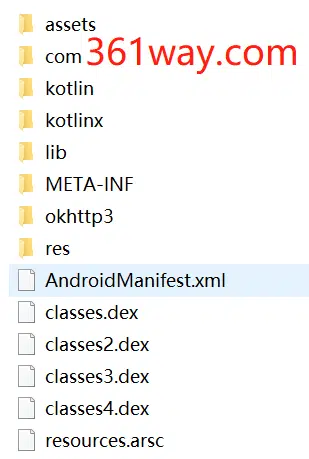 assets
com 361way.com
kotlin
kotlinx
lib
META-INF
okhttp3
res
AndroidManifest.xml
classes.dex
classes2.dex
classes3.dex
classes4.dex
resources.arsc